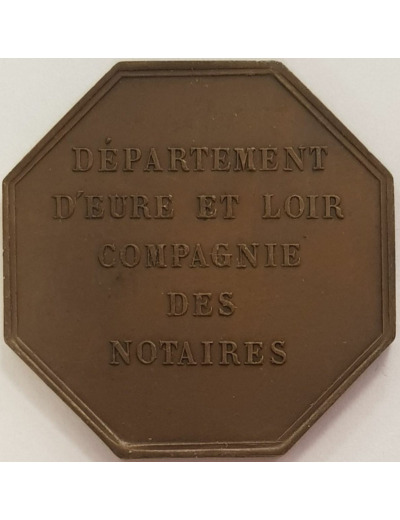 DÉPARTEMENT
D'EURE ET LOIR
COMPAGNIE
DES
NOTAIRES